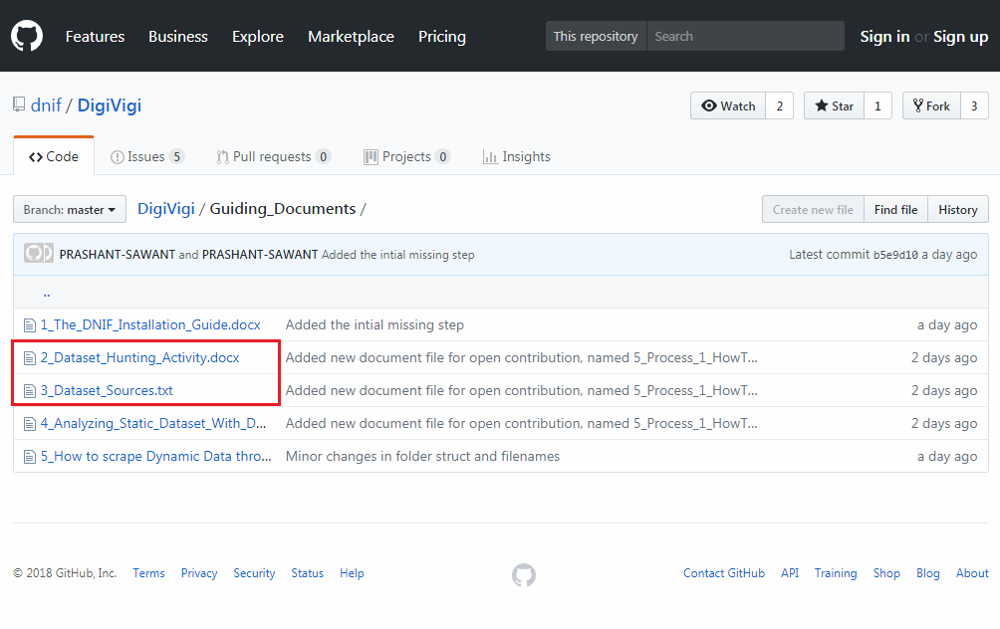 Features Business Explore Marketplace Pricing This repository Search Sign in or Sign up
dnif / DigiVigi Watch 2 Star 1 Fork 3
Code Issues 5 Pull requests 0 Projects 0 Insights
Branch: master DigiVigi / Guiding_Documents / Create new file Find file History
PRASHANT-SAWANT and PRASHANT-SAWANT Added the intial missing step Latest commit b5e9d10 a day ago
..
1_The_DNIF_Installation_Guide.docx Added the intial missing step a day ago
2_Dataset_Hunting_Activity.docx Added new document file for open contribution, named 5_Process_1_HowT... 2 days ago
3_Dataset_Sources.txt Added new document file for open contribution, named 5_Process_1_HowT... 2 days ago
4_Analyzing_Static_Dataset_With_D... Added new document file for open contribution, named 5_Process_1_HowT... 2 days ago
5_How to scrape Dynamic Data thro... Minor changes in folder struct and filenames a day ago
© 2018 GitHub, Inc. Terms Privacy Security Status Help Contact GitHub API Training Shop Blog About